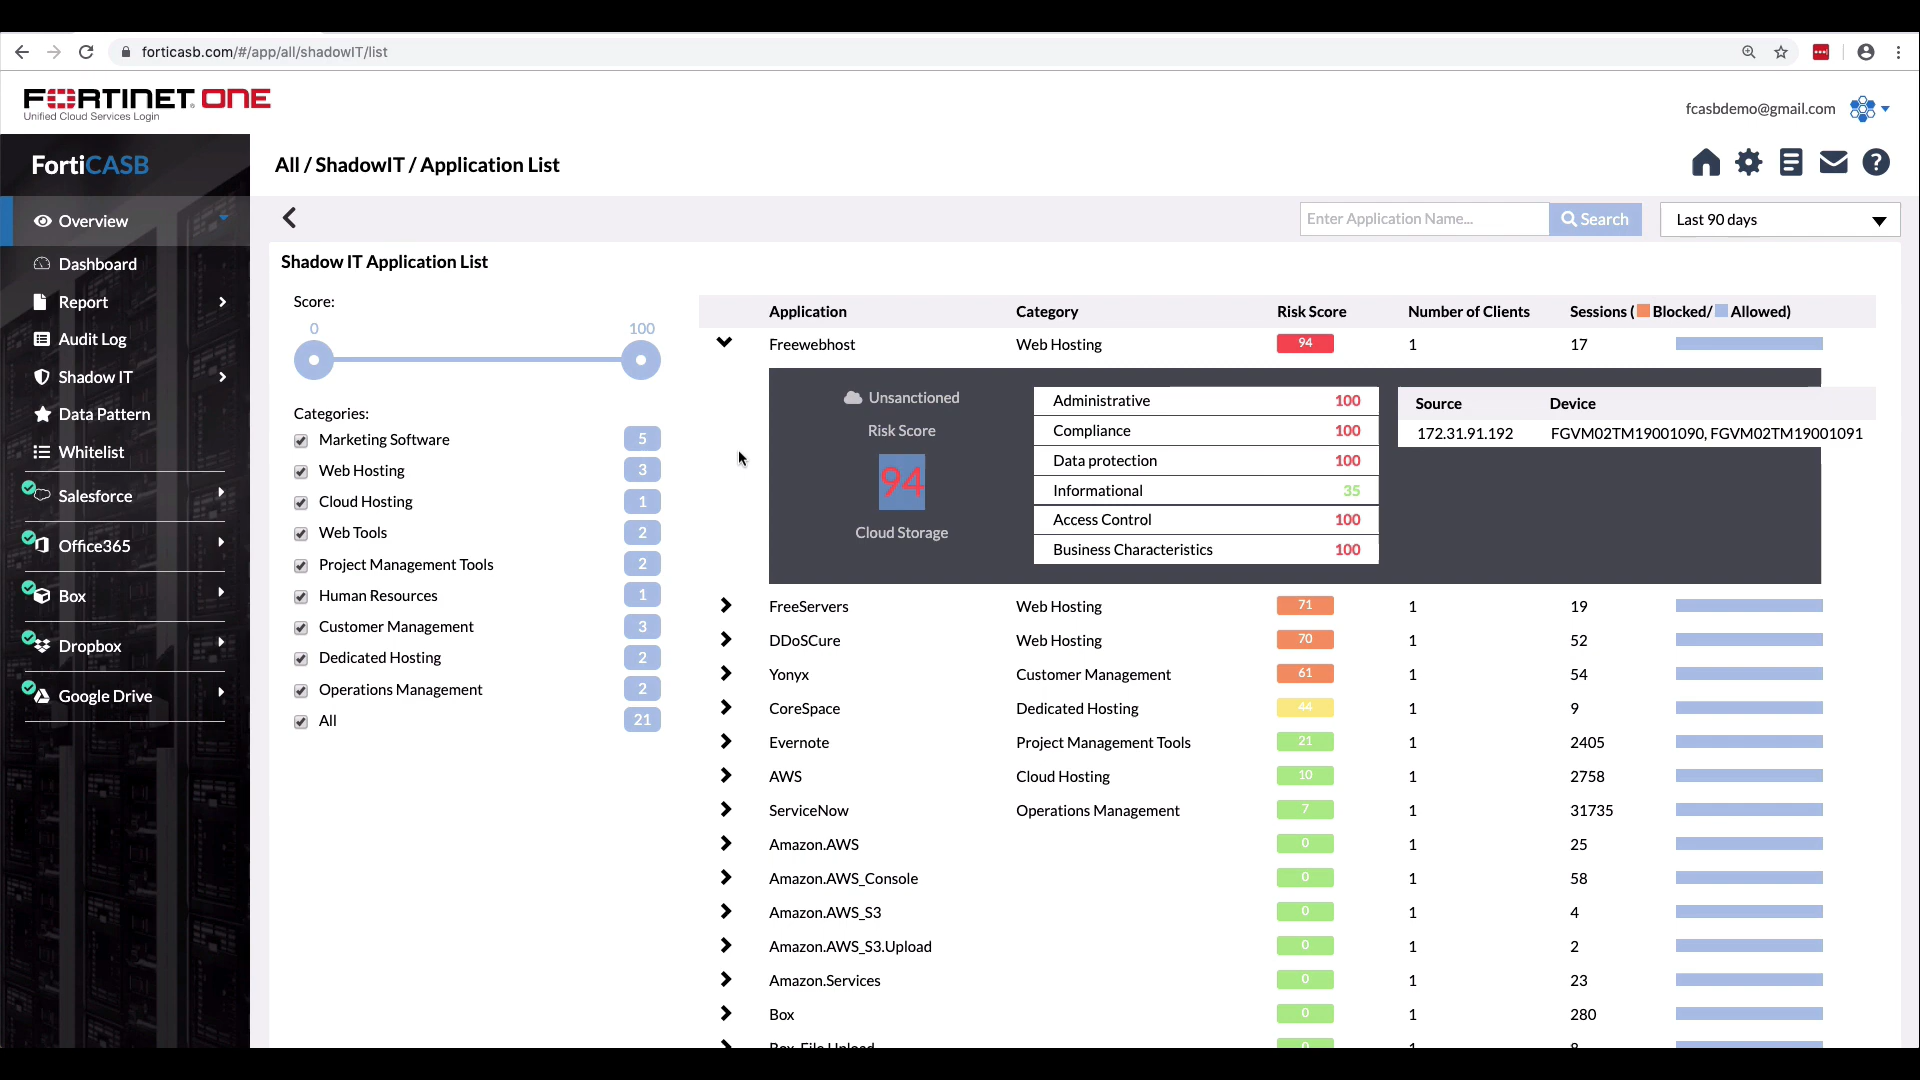 forticasb.com/#/app/all/shadowIT/list
FORTINET ONE
Unified Cloud Services Login
fcasbdemo@gmail.com
FortiCASB
All / ShadowIT / Application List
Overview
Dashboard
Report
Audit Log
Shadow IT
Data Pattern
Whitelist
Salesforce
Office365
Box
Dropbox
Google Drive
Enter Application Name...
Search
Last 90 days
Shadow IT Application List
Score:
0 100
Categories:
Marketing Software 5
Web Hosting 3
Cloud Hosting 1
Web Tools 2
Project Management Tools 2
Human Resources 1
Customer Management 3
Dedicated Hosting 2
Operations Management 2
All 21
Application Category Risk Score Number of Clients Sessions ( Blocked/ Allowed)
Freewebhost Web Hosting 94 1 17
Unsanctioned
Risk Score
94
Cloud Storage
Administrative 100
Compliance 100
Data protection 100
Informational 35
Access Control 100
Business Characteristics 100
Source Device
172.31.91.192 FGVM02TM19001090, FGVM02TM19001091
FreeServers Web Hosting 71 1 19
DDoSCure Web Hosting 70 1 52
Yonyx Customer Management 61 1 54
CoreSpace Dedicated Hosting 44 1 9
Evernote Project Management Tools 21 1 2405
AWS Cloud Hosting 10 1 2758
ServiceNow Operations Management 7 1 31735
Amazon.AWS 0 1 25
Amazon.AWS_Console 0 1 58
Amazon.AWS_S3 0 1 4
Amazon.AWS_S3.Upload 0 1 2
Amazon.Services 0 1 23
Box 0 1 280